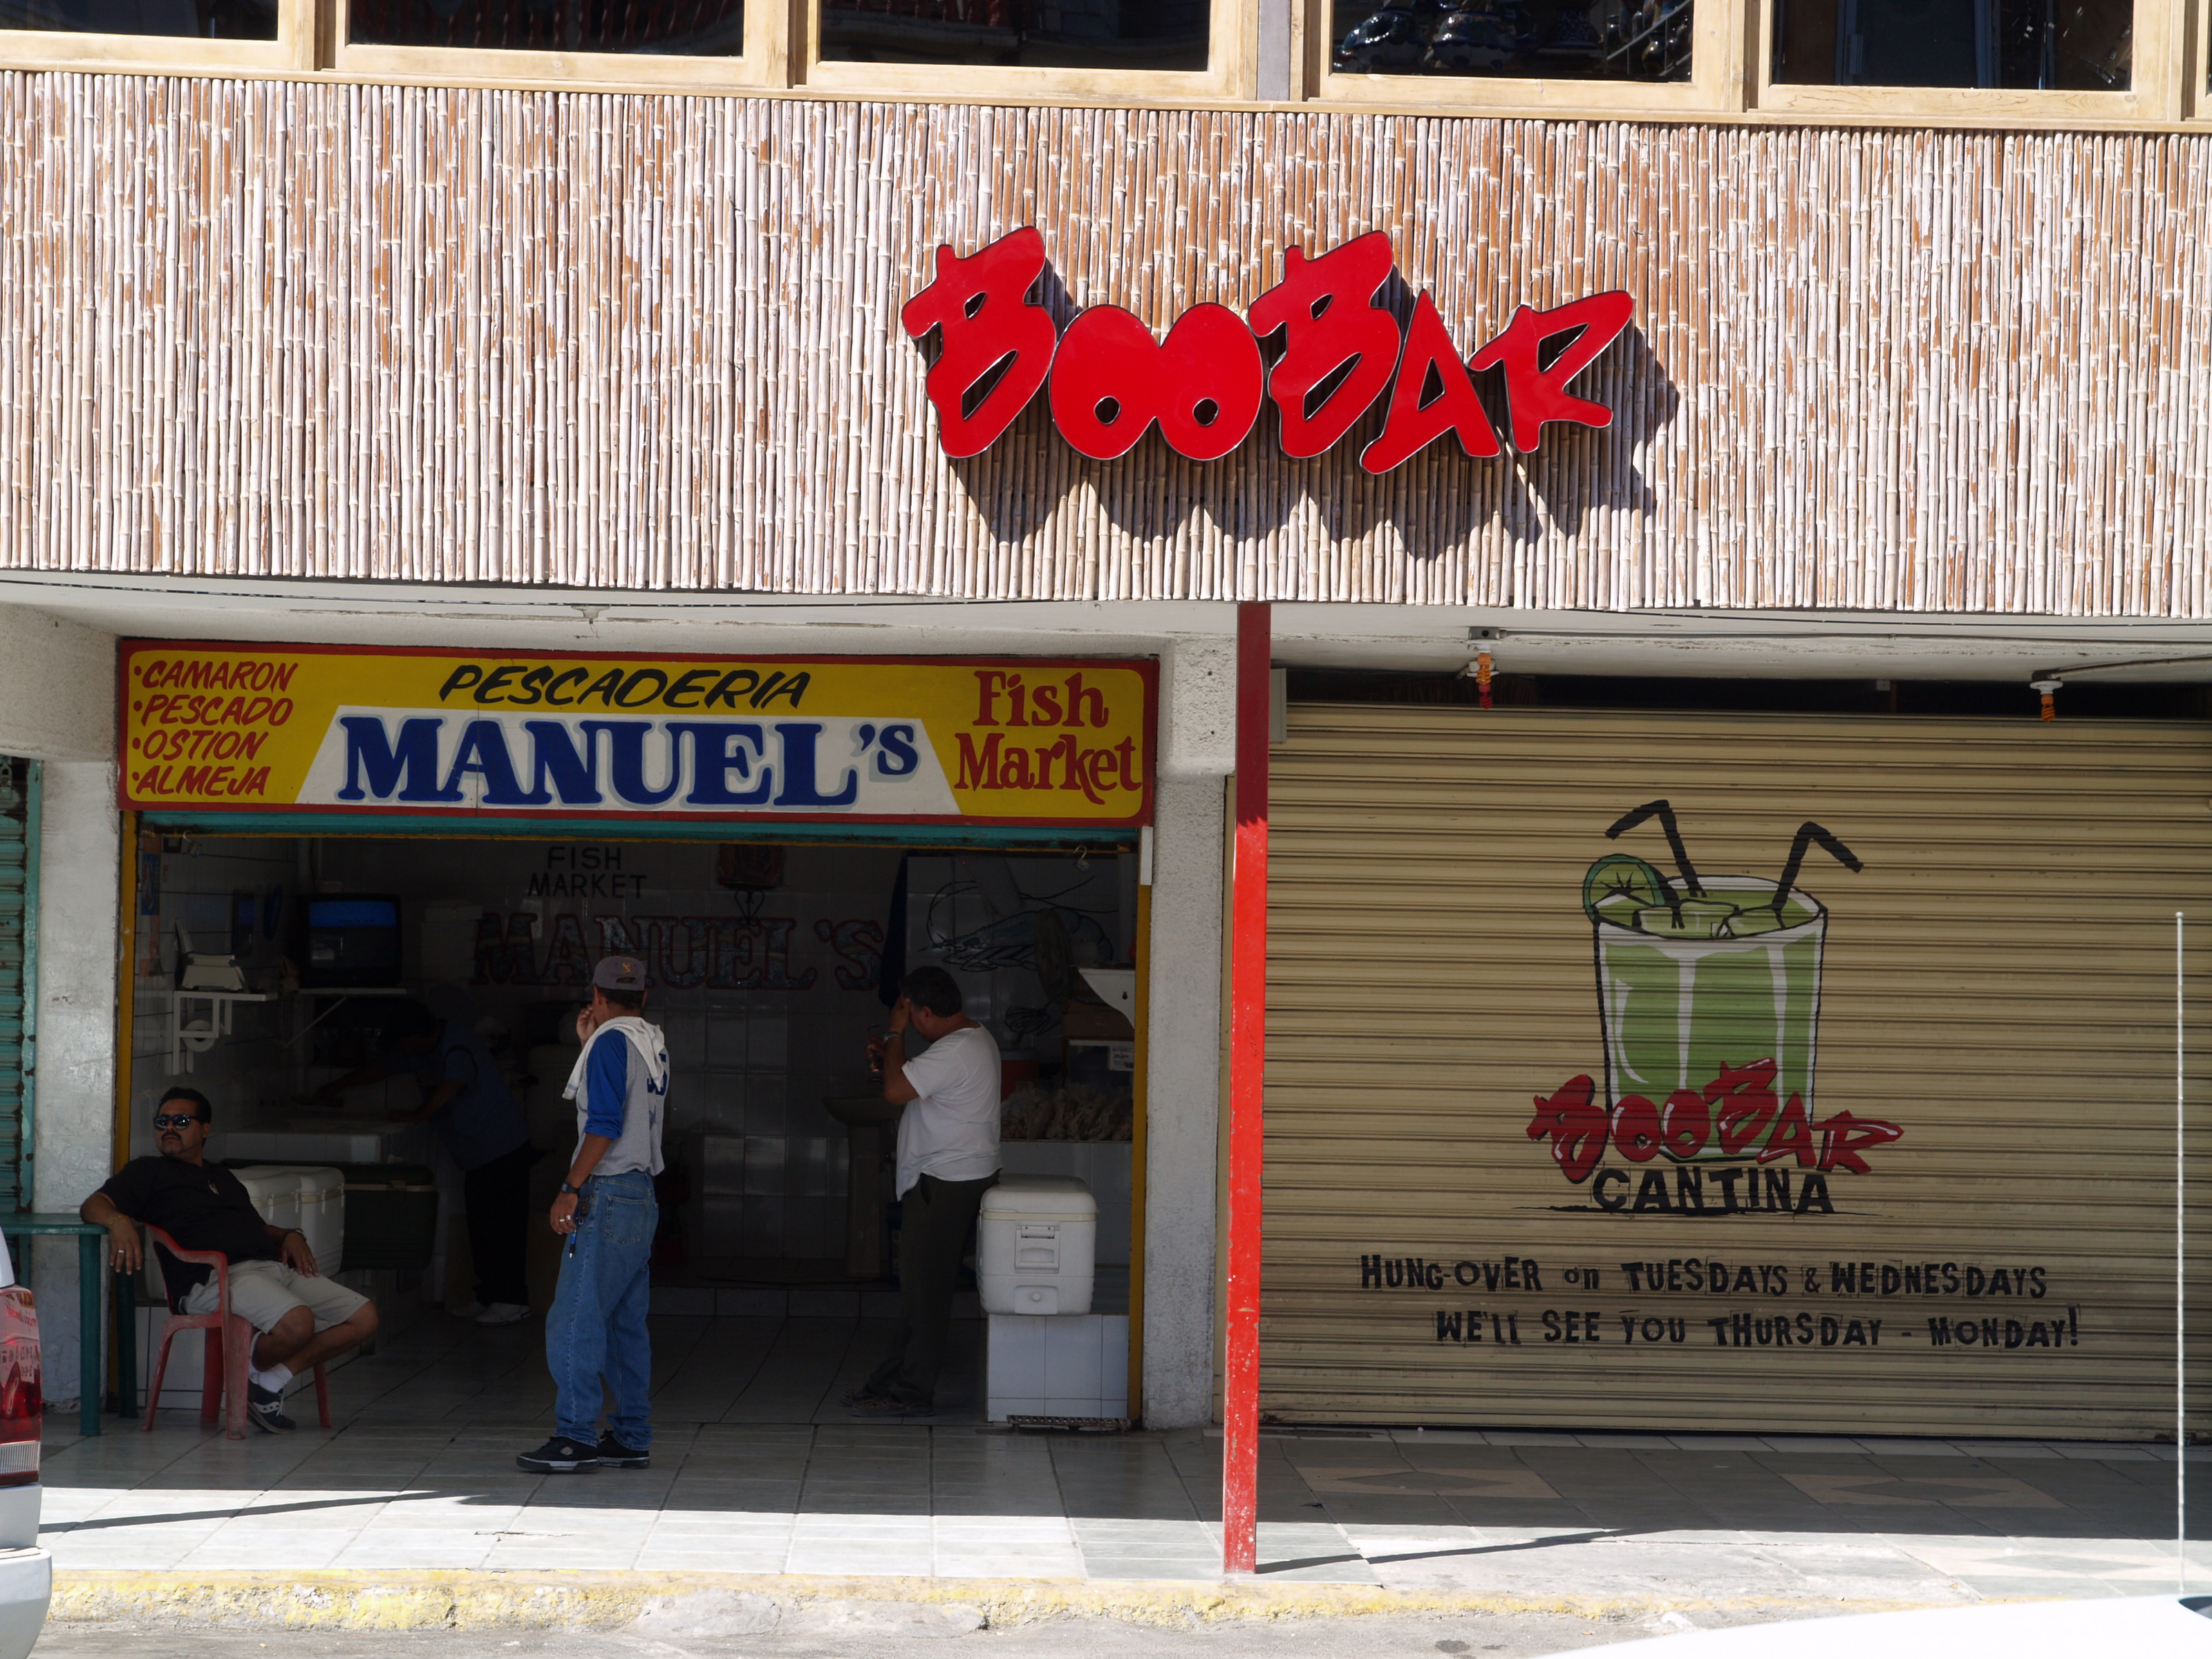 BOOBAR
•CAMARON
•PESCADO
•OSTION
•ALMEJA
PESCADERIA
MANUEL'S
Fish
Market
FISH
MARKET
MANUEL'S
BOOBAR
CANTINA
HUNG-OVER on TUESDAYS & WEDNESDAYS
WE'll SEE YOU THURSDAY - MONDAY!